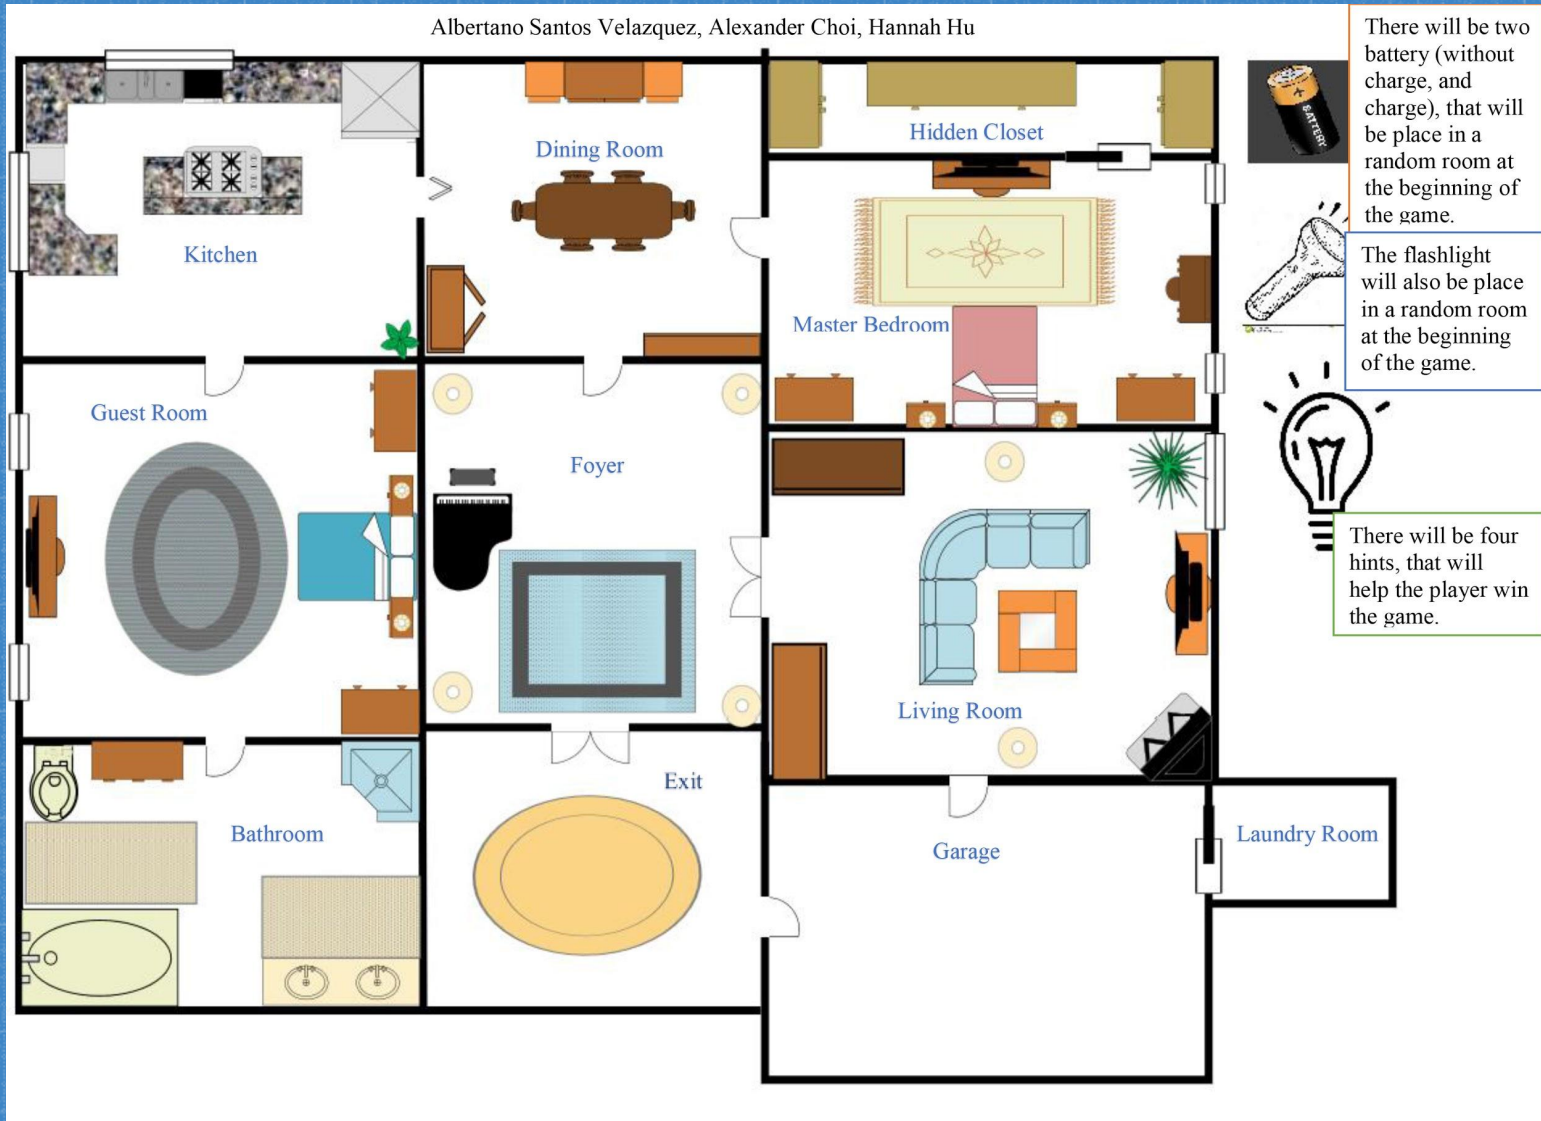 Albertano Santos Velazquez, Alexander Choi, Hannah Hu
There will be two
battery (without
charge, and
charge), that will
be place in a
random room at
the beginning of
the game.
BATTERY
The flashlight
will also be place
in a random room
at the beginning
of the game.
There will be four
hints, that will
help the player win
the game.
Hidden Closet
Dining Room
Kitchen
Master Bedroom
Guest Room
Foyer
Living Room
Exit
Bathroom
Garage
Laundry Room